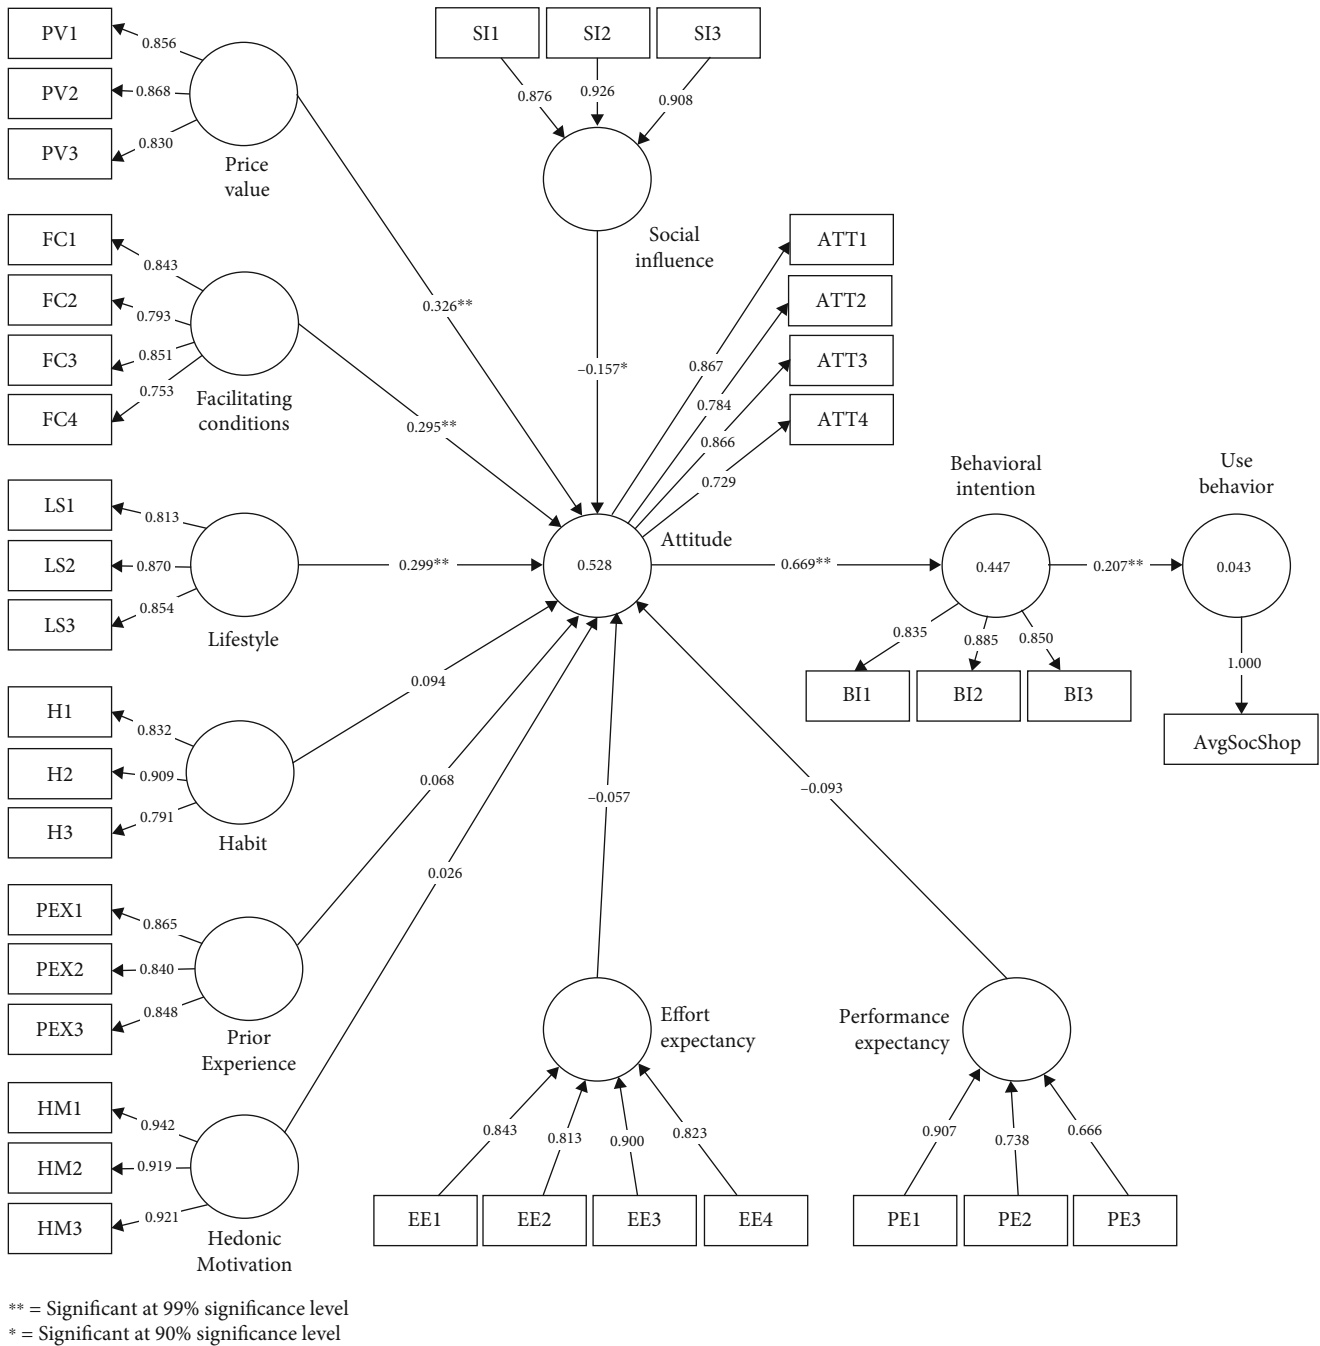 PV1
0.856
PV2
0.868
PV3
0.830
Price
value
SI1
SI2
SI3
0.876
0.926
0.908
Social
influence
FC1
0.843
FC2
0.793
FC3
0.851
FC4
0.753
Facilitating
conditions
0.326**
0.295**
−0.157*
ATT1
ATT2
ATT3
ATT4
0.867
0.784
0.866
0.729
LS1
0.813
LS2
0.870
LS3
0.854
Lifestyle
0.299**
0.528
Attitude
0.669**
Behavioral
intention
0.447
0.207**
Use
behavior
0.043
0.835
0.885
0.850
BI1
BI2
BI3
1.000
AvgSocShop
H1
0.832
H2
0.909
H3
0.791
Habit
0.094
0.068
0.026
−0.057
−0.093
PEX1
0.865
PEX2
0.840
PEX3
0.848
Prior
Experience
HM1
0.942
HM2
0.919
HM3
0.921
Hedonic
Motivation
Effort
expectancy
0.843
0.813
0.900
0.823
EE1
EE2
EE3
EE4
Performance
expectancy
0.907
0.738
0.666
PE1
PE2
PE3
** = Significant at 99% significance level
* = Significant at 90% significance level